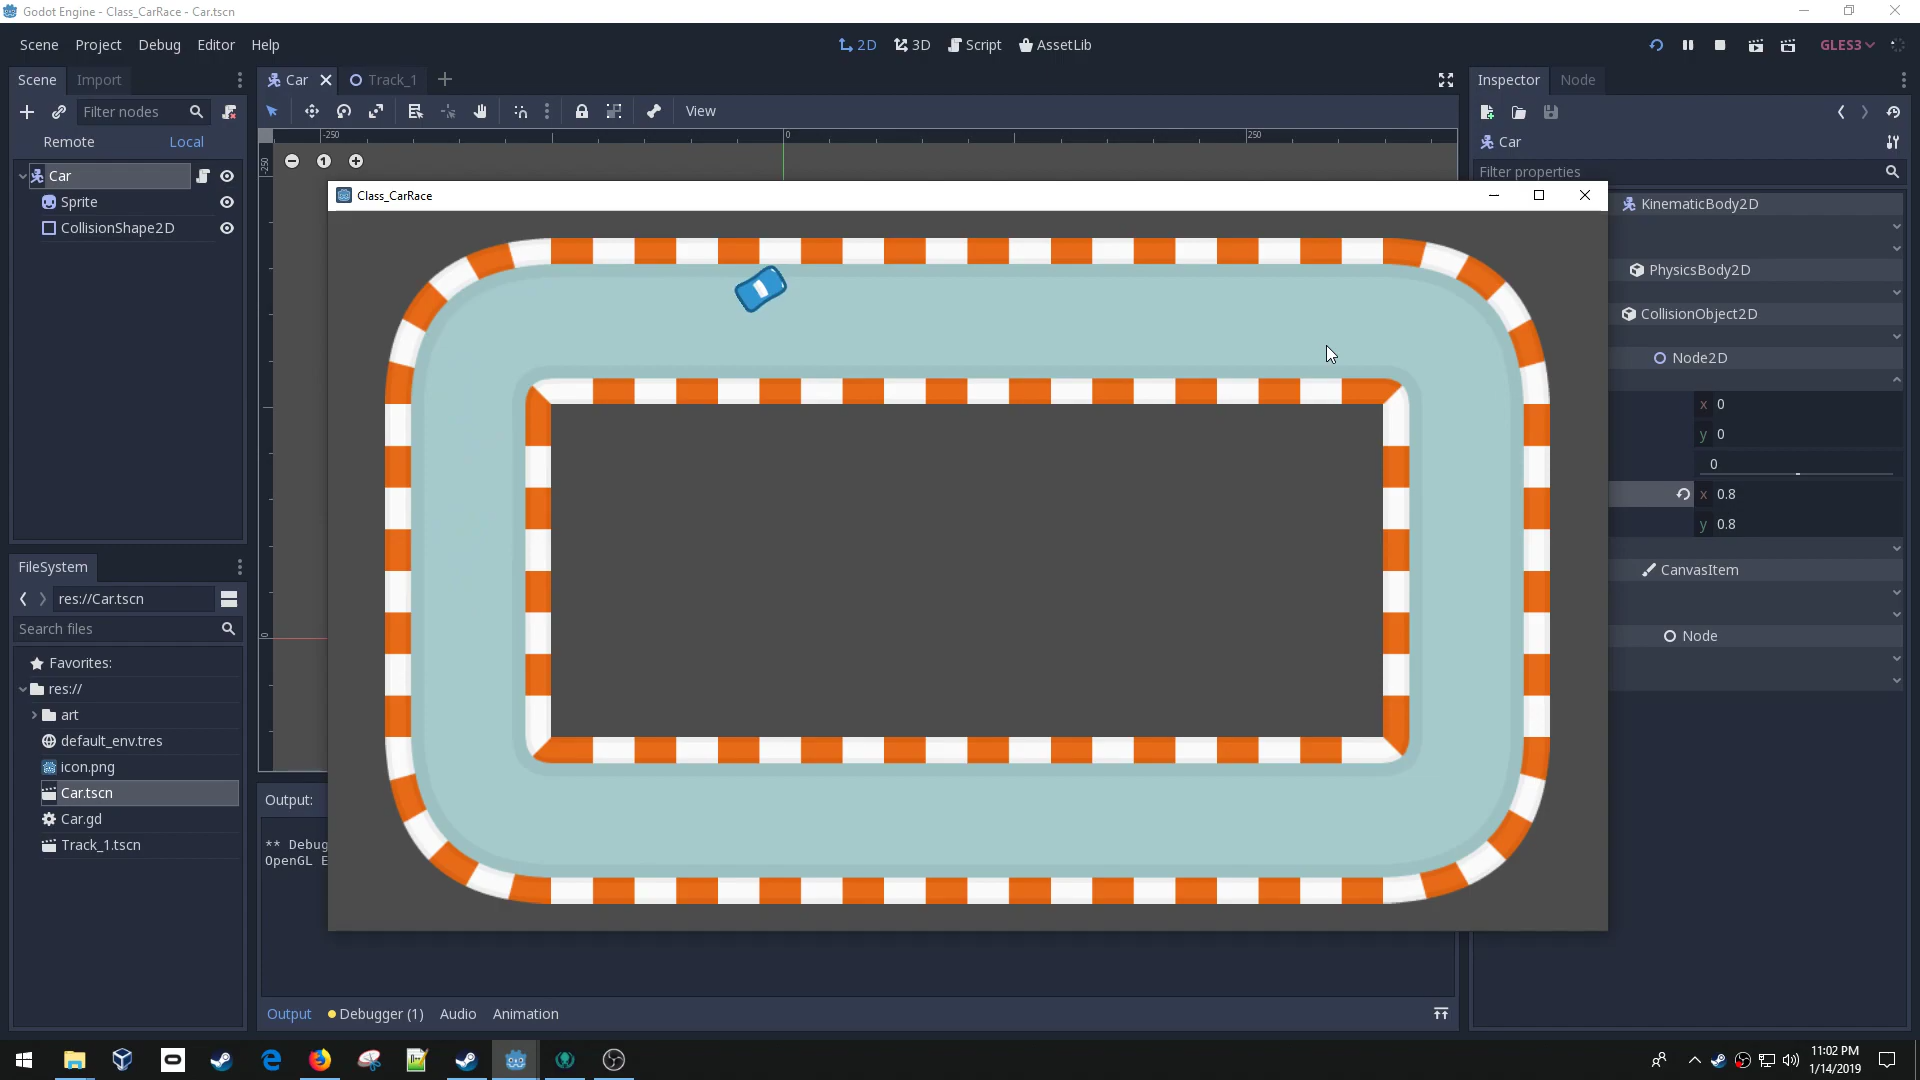 Godot Engine - Class_CarRace - Car.tscn
Scene Project Debug Editor Help
2D 3D Script AssetLib
GLES3
Scene Import
Car Track_1
Inspector Node
Filter nodes
View
Remote Local
Car
Sprite
CollisionShape2D
-250 0 250
-250
0
1
Class_CarRace
Car
Filter properties
KinematicBody2D
PhysicsBody2D
CollisionObject2D
Node2D
x 0
y 0
0
x 0.8
y 0.8
CanvasItem
Node
FileSystem
res://Car.tscn
Search files
Favorites:
res://
art
default_env.tres
icon.png
Car.tscn
Car.gd
Track_1.tscn
Output:
** Debug
OpenGL E
Output Debugger (1) Audio Animation
11:02 PM
1/14/2019